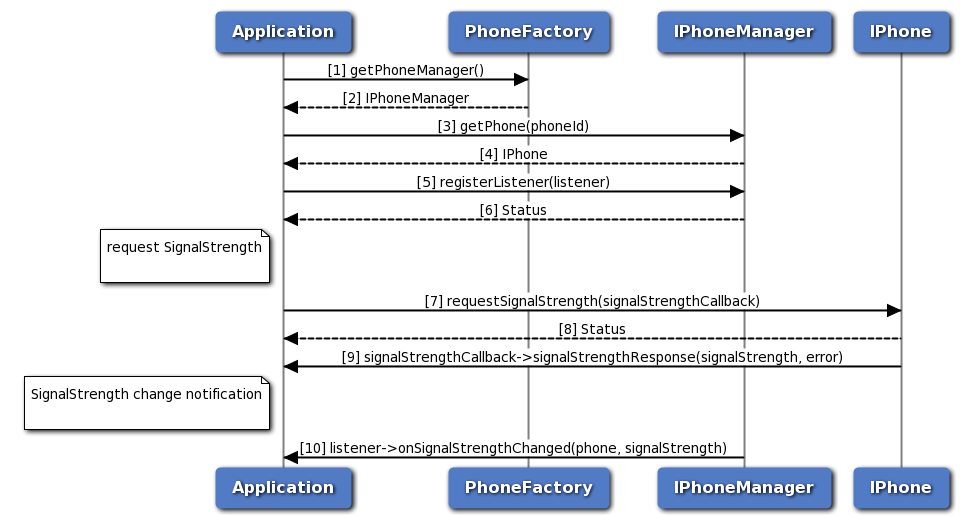 Application PhoneFactory IPhoneManager IPhone
[1] getPhoneManager()
[2] IPhoneManager
[3] getPhone(phoneId)
[4] IPhone
[5] registerListener(listener)
[6] Status
request SignalStrength
[7] requestSignalStrength(signalStrengthCallback)
[8] Status
[9] signalStrengthCallback->signalStrengthResponse(signalStrength, error)
SignalStrength change notification
[10] listener->onSignalStrengthChanged(phone, signalStrength)
Application PhoneFactory IPhoneManager IPhone